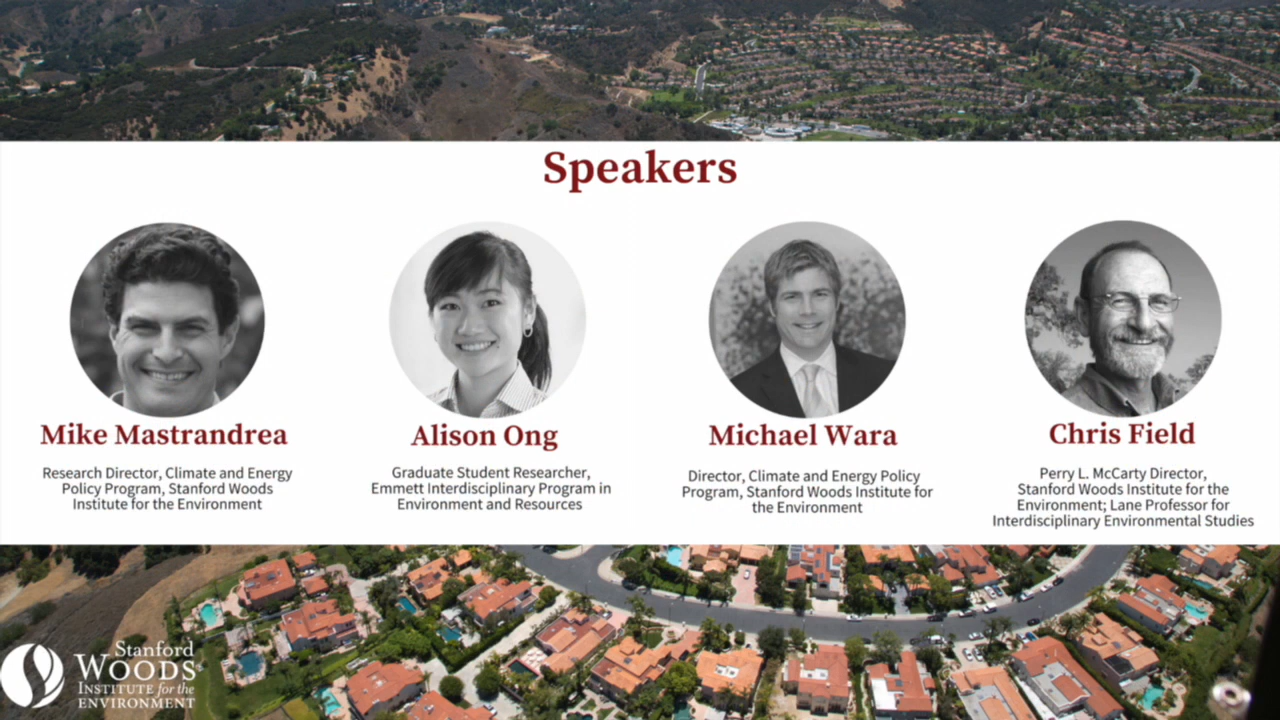 Speakers
Mike Mastrandrea
Research Director, Climate and Energy
Policy Program, Stanford Woods
Institute for the Environment
Alison Ong
Graduate Student Researcher,
Emmett Interdisciplinary Program in
Environment and Resources
Michael Wara
Director, Climate and Energy Policy
Program, Stanford Woods Institute for
the Environment
Chris Field
Perry L. McCarty Director,
Stanford Woods Institute for the
Environment; Lane Professor for
Interdisciplinary Environmental Studies
Stanford
WOODS
INSTITUTE for the
ENVIRONMENT